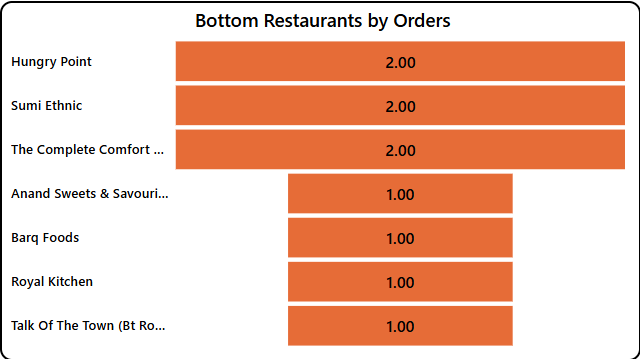 Bottom Restaurants by Orders
Hungry Point 2.00
Sumi Ethnic 2.00
The Complete Comfort ... 2.00
Anand Sweets & Savouri... 1.00
Barq Foods 1.00
Royal Kitchen 1.00
Talk Of The Town (Bt Ro... 1.00